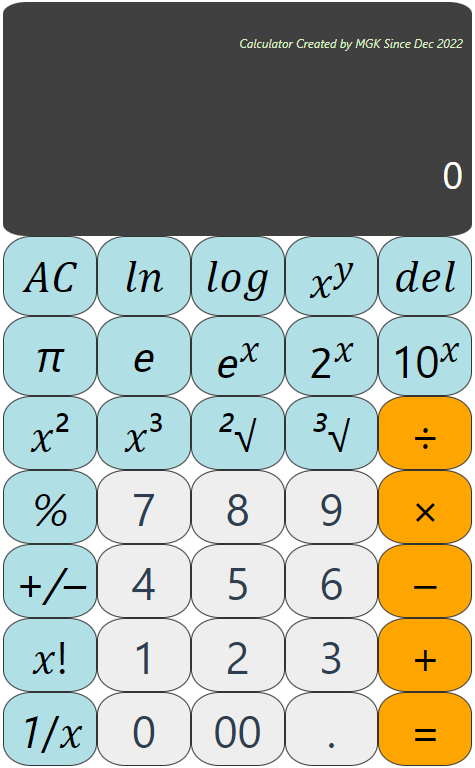 Calculator Created by MGK Since Dec 2022
0
AC ln log xʸ del
π e eˣ 2ˣ 10ˣ
x² x³ ²√ ³√ ÷
% 7 8 9 ×
+/− 4 5 6 −
x! 1 2 3 +
1/x 0 00 . =